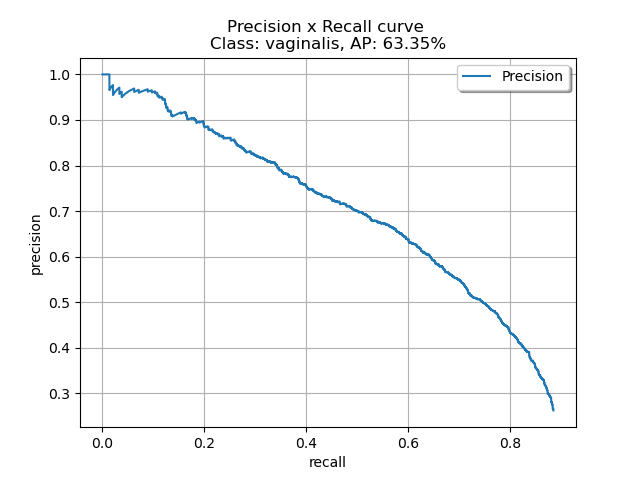 Precision x Recall curve
Class: vaginalis, AP: 63.35%
Precision
1.0
0.9
0.8
0.7
0.6
0.5
0.4
0.3
precision
0.0 0.2 0.4 0.6 0.8
recall